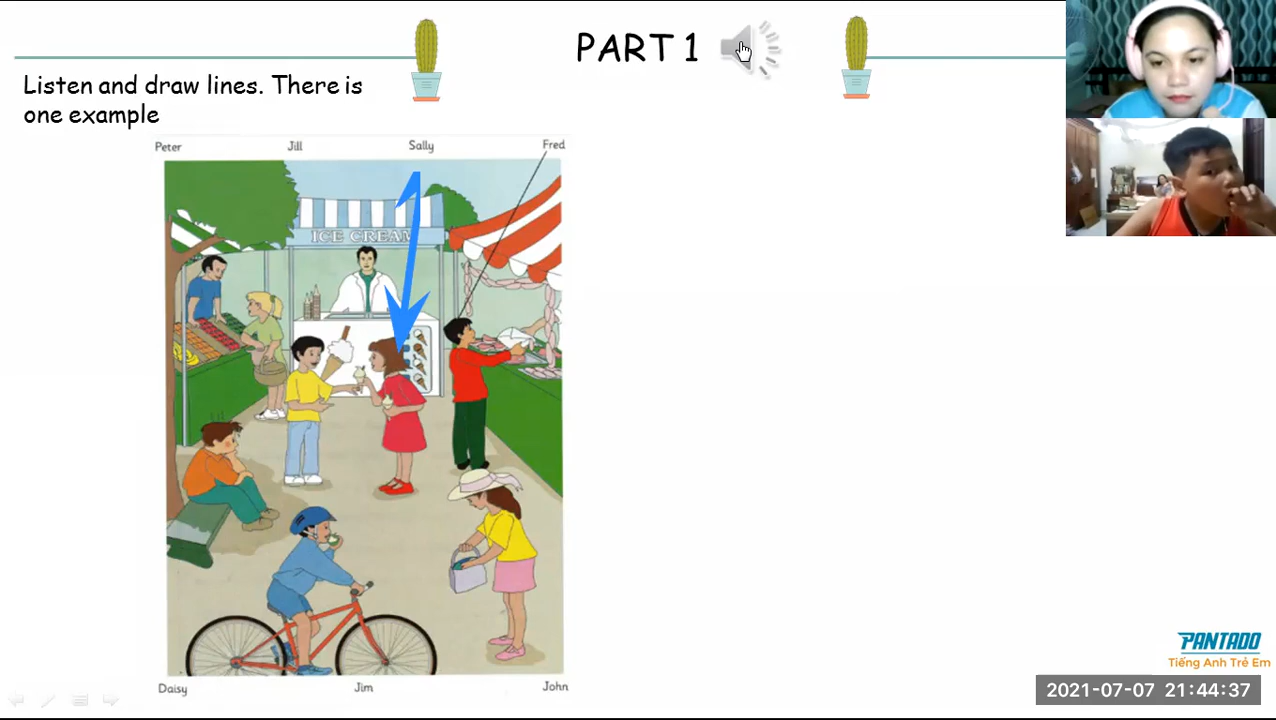 PART 1
Listen and draw lines. There is
one example
Peter Jill Sally Fred
ICE CREAM
Daisy Jim John
PANTADO
Tiếng Anh Trẻ Em
2021-07-07 21:44:37